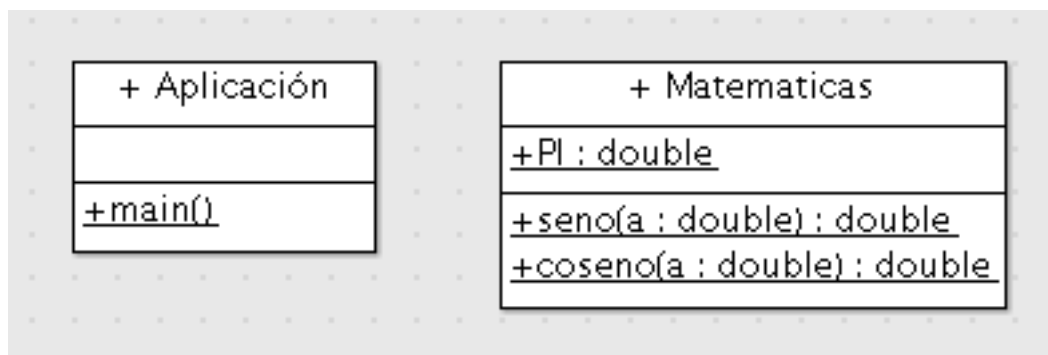 + Aplicación
+main()
+ Matematicas
+PI : double
+seno(a : double) : double
+coseno(a : double) : double